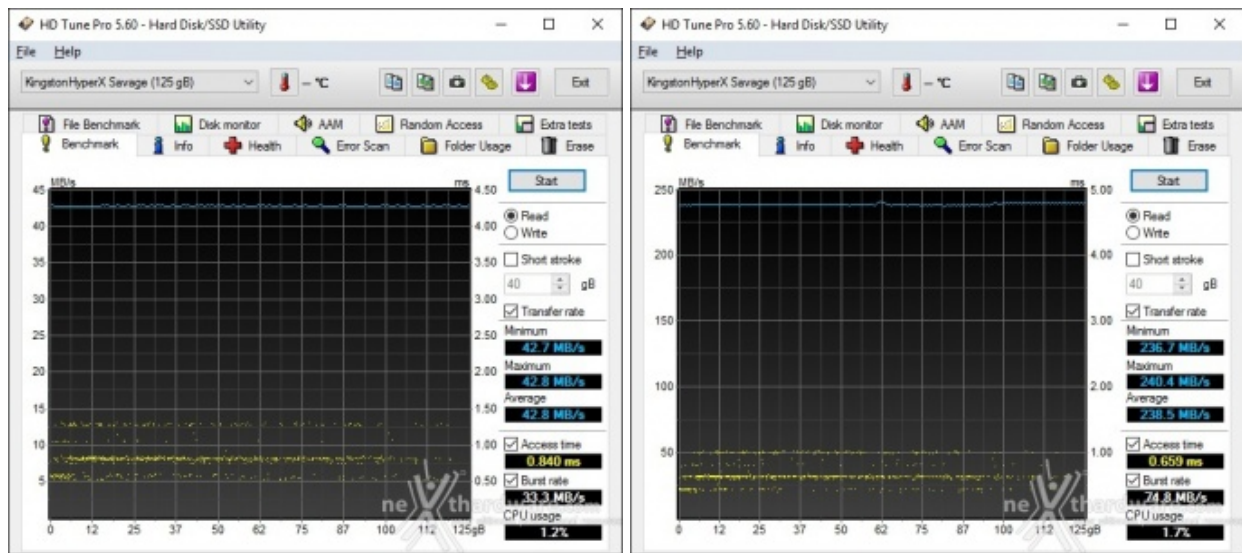 HD Tune Pro 5.60 - Hard Disk/SSD Utility
File Help
KingstonHyperX Savage (125 gB)
– °C
Exit
File Benchmark Disk monitor AAM Random Access Extra tests
Benchmark Info Health Error Scan Folder Usage Erase
MB/s
ms
45
40
35
30
25
20
15
10
5
4.50
4.00
3.50
3.00
2.50
2.00
1.50
1.00
0.50
0 12 25 37 50 62 75 87 100 112 125gB
Start
Read
Write
Short stroke
40 gB
Transfer rate
Minimum
42.7 MB/s
Maximum
42.8 MB/s
Average
42.8 MB/s
Access time
0.840 ms
Burst rate
33.3 MB/s
CPU usage
1.2%
HD Tune Pro 5.60 - Hard Disk/SSD Utility
File Help
KingstonHyperX Savage (125 gB)
– °C
Exit
File Benchmark Disk monitor AAM Random Access Extra tests
Benchmark Info Health Error Scan Folder Usage Erase
MB/s
ms
250
200
150
100
50
5.00
4.00
3.00
2.00
1.00
0 12 25 37 50 62 75 87 100 112 125gB
Start
Read
Write
Short stroke
40 gB
Transfer rate
Minimum
236.7 MB/s
Maximum
240.4 MB/s
Average
238.5 MB/s
Access time
0.659 ms
Burst rate
74.8 MB/s
CPU usage
1.7%